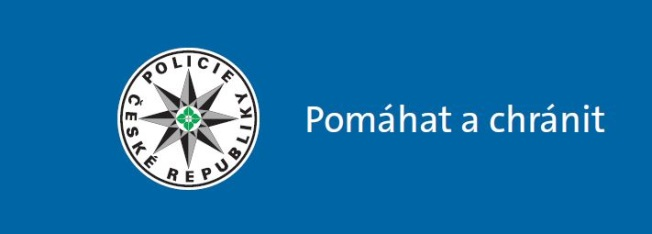 POLICIE
ČESKÉ REPUBLIKY
Pomáhat a chránit